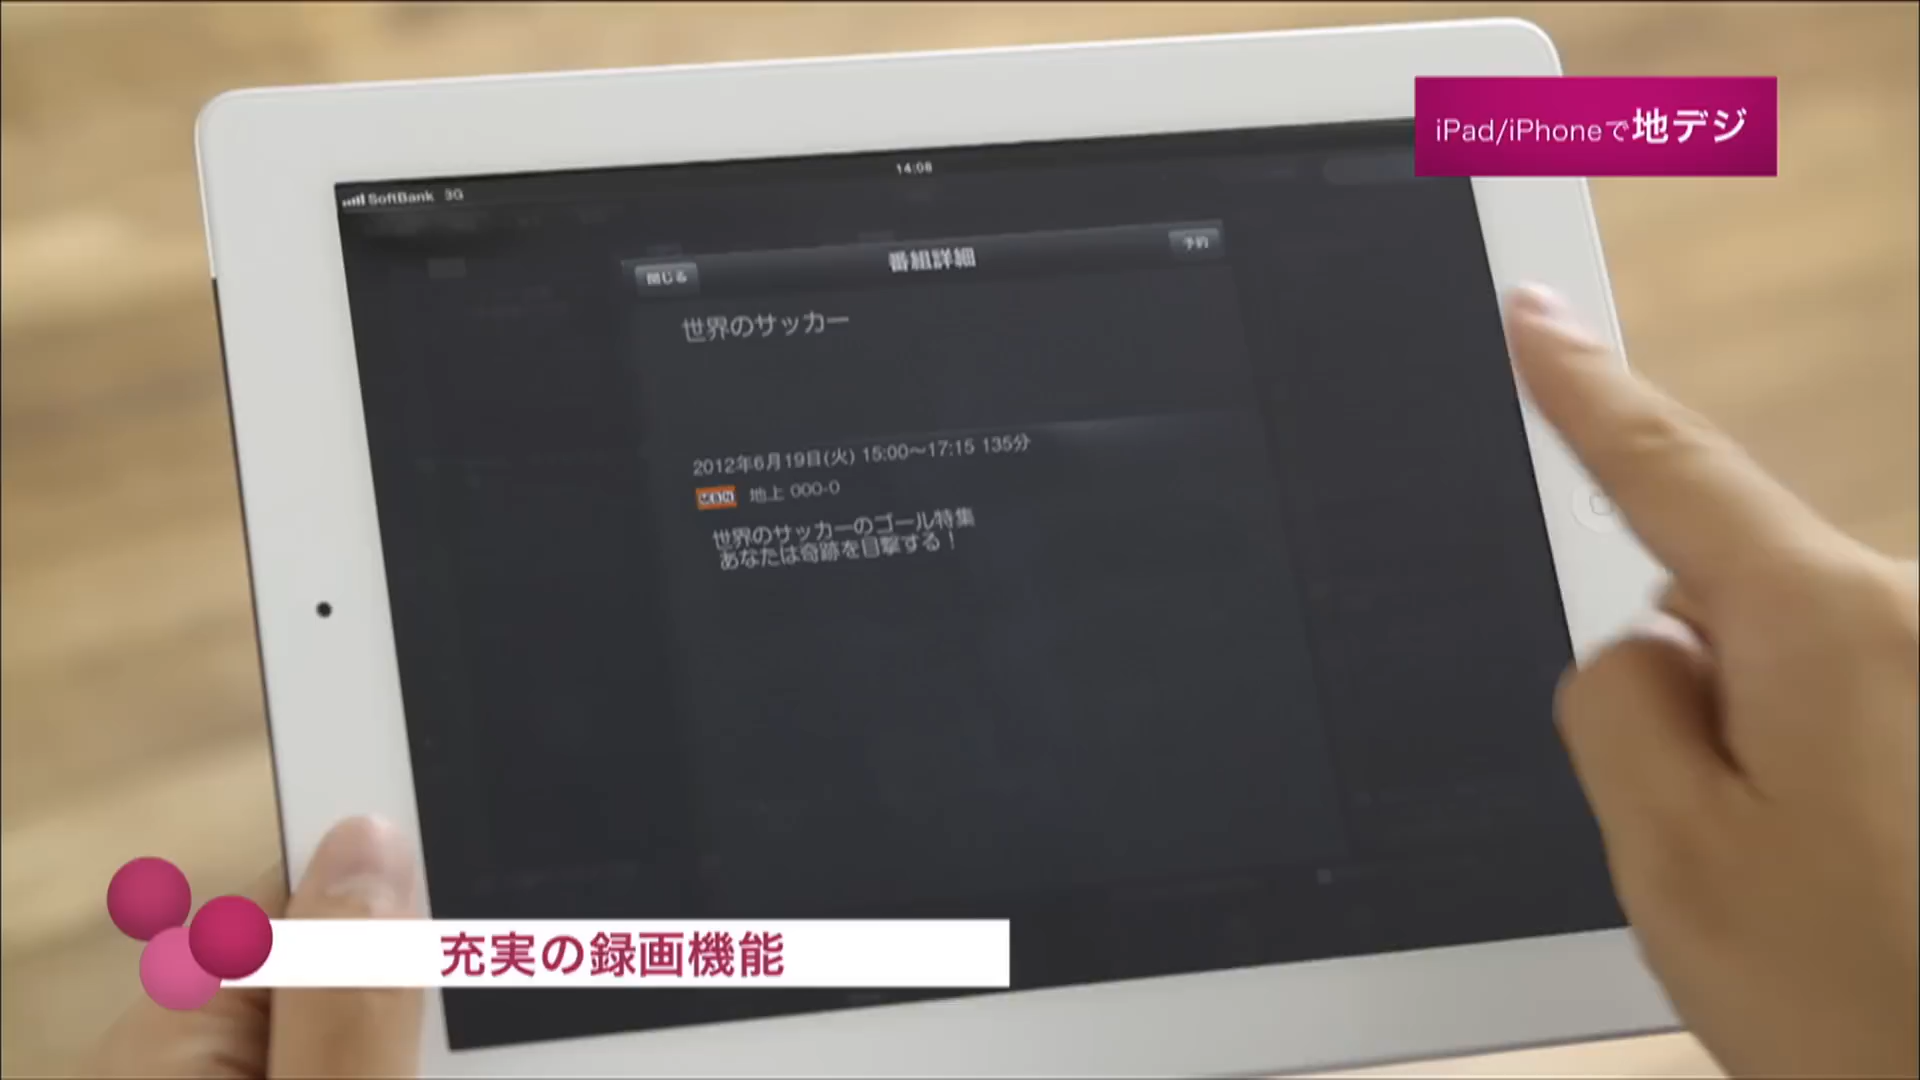 iPad/iPhoneで地デジ
SoftBank 3G
14:08
閉じる
番組詳細
予約
世界のサッカー
2012年6月19日(火) 15:00〜17:15 135分
地上 000-0
世界のサッカーのゴール特集
あなたは奇跡を目撃する！
充実の録画機能